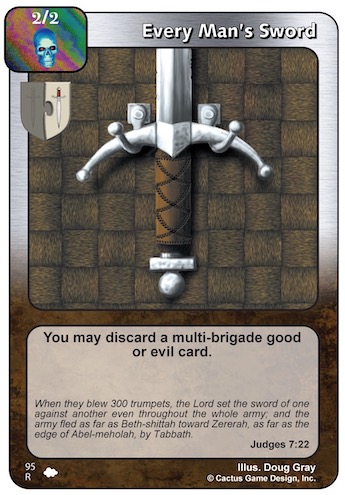 2/2
Every Man's Sword
You may discard a multi-brigade good
or evil card.
When they blew 300 trumpets, the Lord set the sword of one
against another even throughout the whole army; and the
army fled as far as Beth-shittah toward Zererah, as far as the
edge of Abel-meholah, by Tabbath.
Judges 7:22
95
R
Illus. Doug Gray
© Cactus Game Design, Inc.